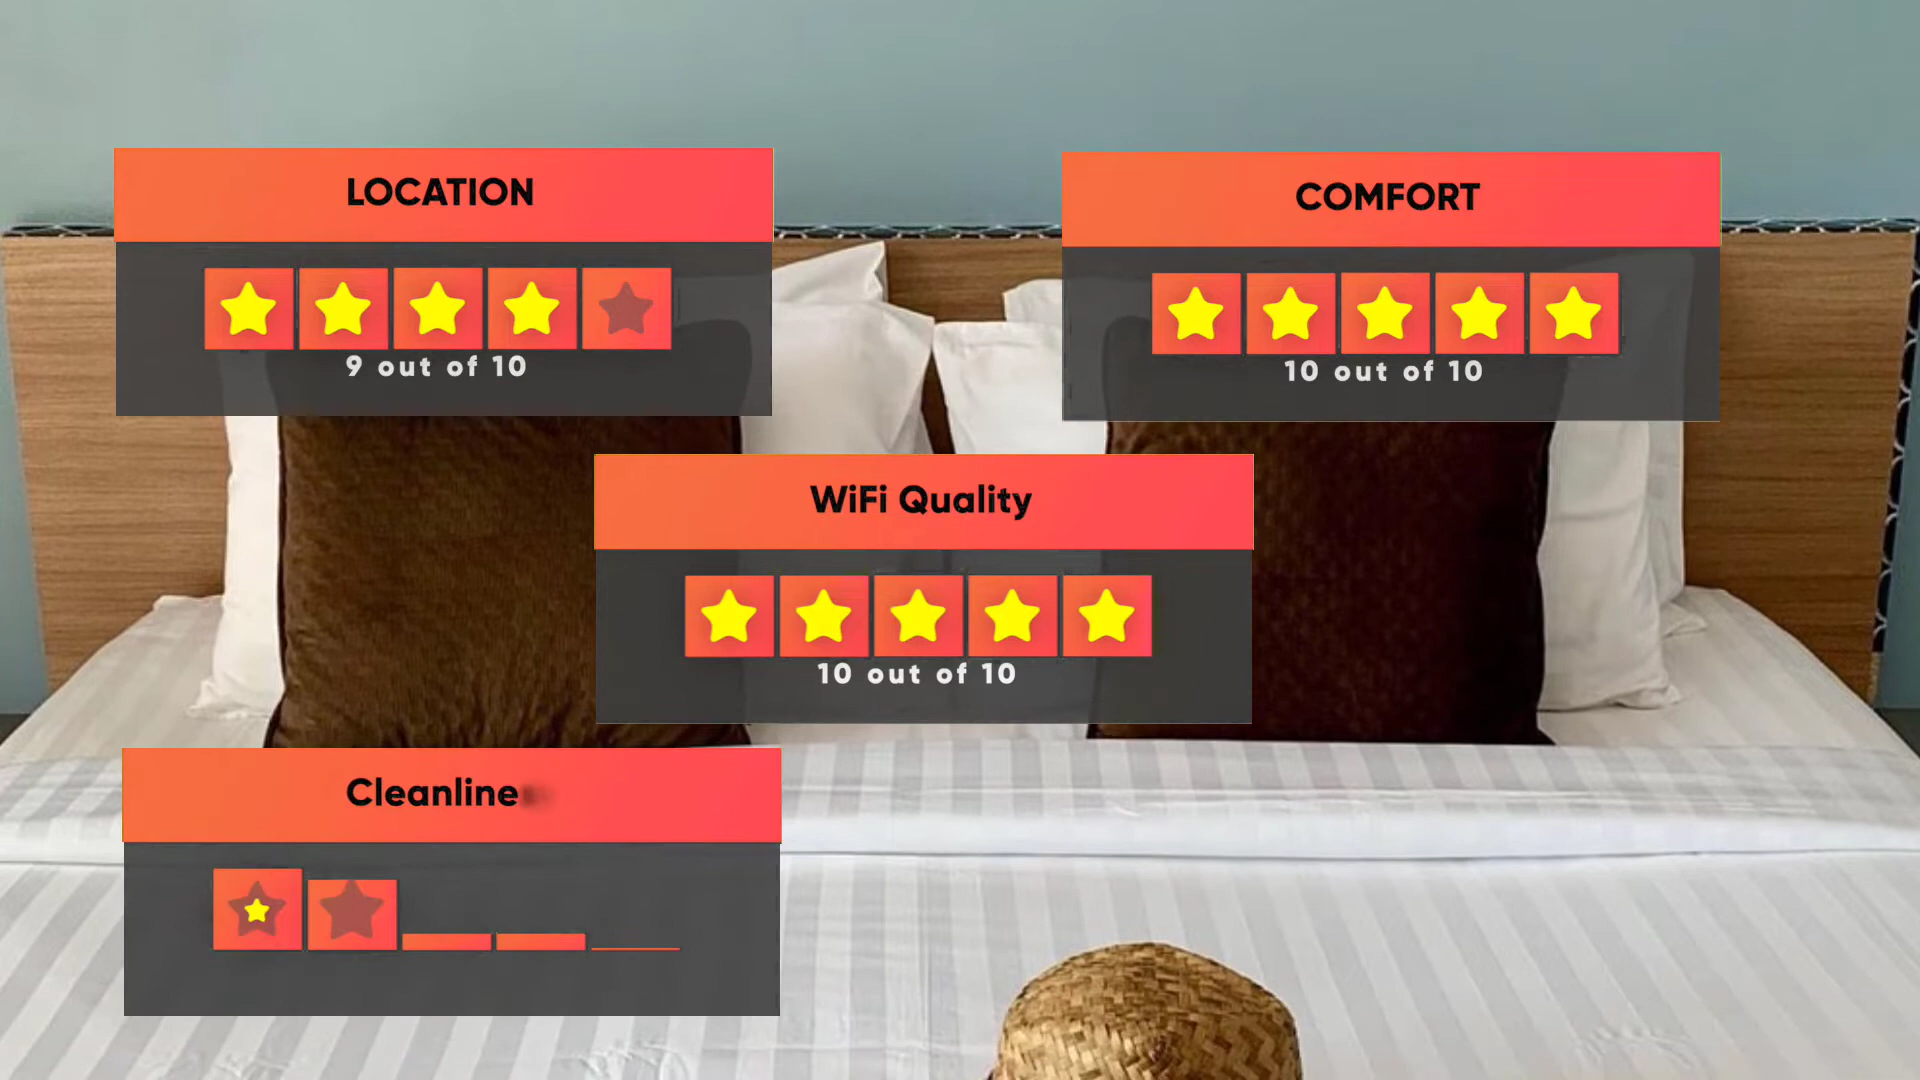 LOCATION
9 out of 10
COMFORT
10 out of 10
WiFi Quality
10 out of 10
Cleanline